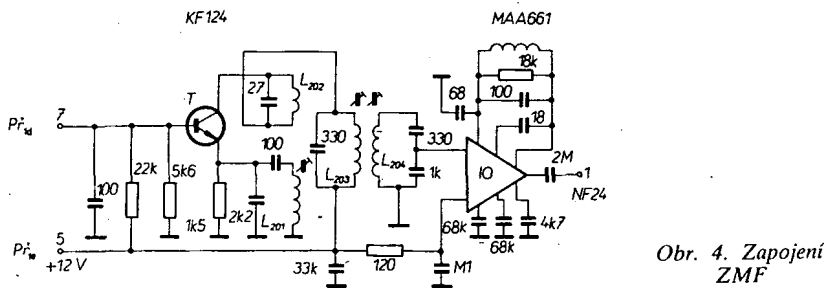 KF124
MAA661
T
Př1d
7
27
L202
100
22k
5k6
100
1k5
2k2
L201
330
L203
L204
330
1k
68
18k
100
18
IO
2M
1
NF24
68k
68k
4k7
Př1e
5
+12 V
33k
120
M1
Obr. 4. Zapojení
ZMF